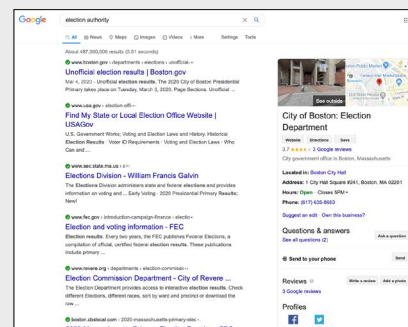 Google
election authority
All News Maps Images Videos More Settings Tools
About 487,000,000 results (0.81 seconds)
www.boston.gov › departments › elections › unofficial-
Unofficial election results | Boston.gov
Mar 4, 2020 - Unofficial election results. The 2020 City of Boston Presidential
Primary takes place on Tuesday, March 3, 2020. Page Sections. Unofficial ...
www.usa.gov › election-offi
Find My State or Local Election Office Website |
USAGov
U.S. Government Works; Voting and Election Laws and History. Historical
Election Results · Voter ID Requirements · Voting and Election Laws · Who
Can and ...
www.sec.state.ma.us ›
Elections Division - William Francis Galvin
The Elections Division administers state and federal elections and provides
information on voting and ... Early Voting · 2020 Presidential Primary Results;
New!
www.fec.gov › introduction-campaign-finance › electio
Election and voting information - FEC
Election results. Every two years, the FEC publishes Federal Elections, a
compilation of official, certified federal election results. These publications
include primary ...
www.revere.org › departments › election-commissi
Election Commission Department - City of Revere ...
The Election Department provides access to interactive election results. Check
different Elections, different races, sort by ward and precinct or download the
raw ...
boston.cbslocal.com › 2020-massachusetts-primary-elec
See outside
City of Boston: Election
Department
Website Directions Save
3.7 3 Google reviews
City government office in Boston, Massachusetts
Located in: Boston City Hall
Address: 1 City Hall Square #241, Boston, MA 02201
Hours: Open · Closes 5PM
Phone: (617) 635-8683
Suggest an edit · Own this business?
Questions & answers
See all questions (2)
Ask a question
Send to your phone
Send
Reviews
Write a review Add a photo
3 Google reviews
Profiles